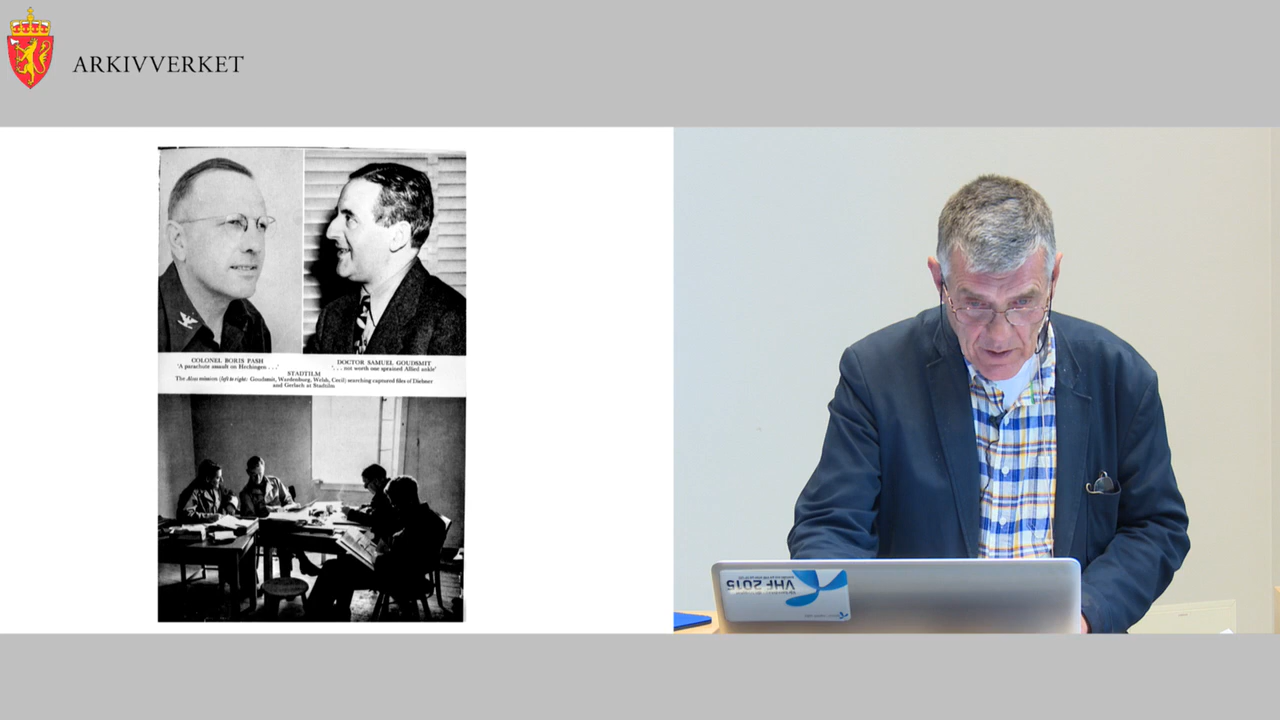 ARKIVVERKET
COLONEL BORIS PASH
'A parachute assault on Hechingen . . .'
DOCTOR SAMUEL GOUDSMIT
'. . . not worth one sprained Allied ankle'
STADTILM
The Alsos mission (left to right: Goudsmit, Wardenburg, Welsh, Cecil) searching captured files of Diebner
and Gerlach at Stadtilm
VHF 2015